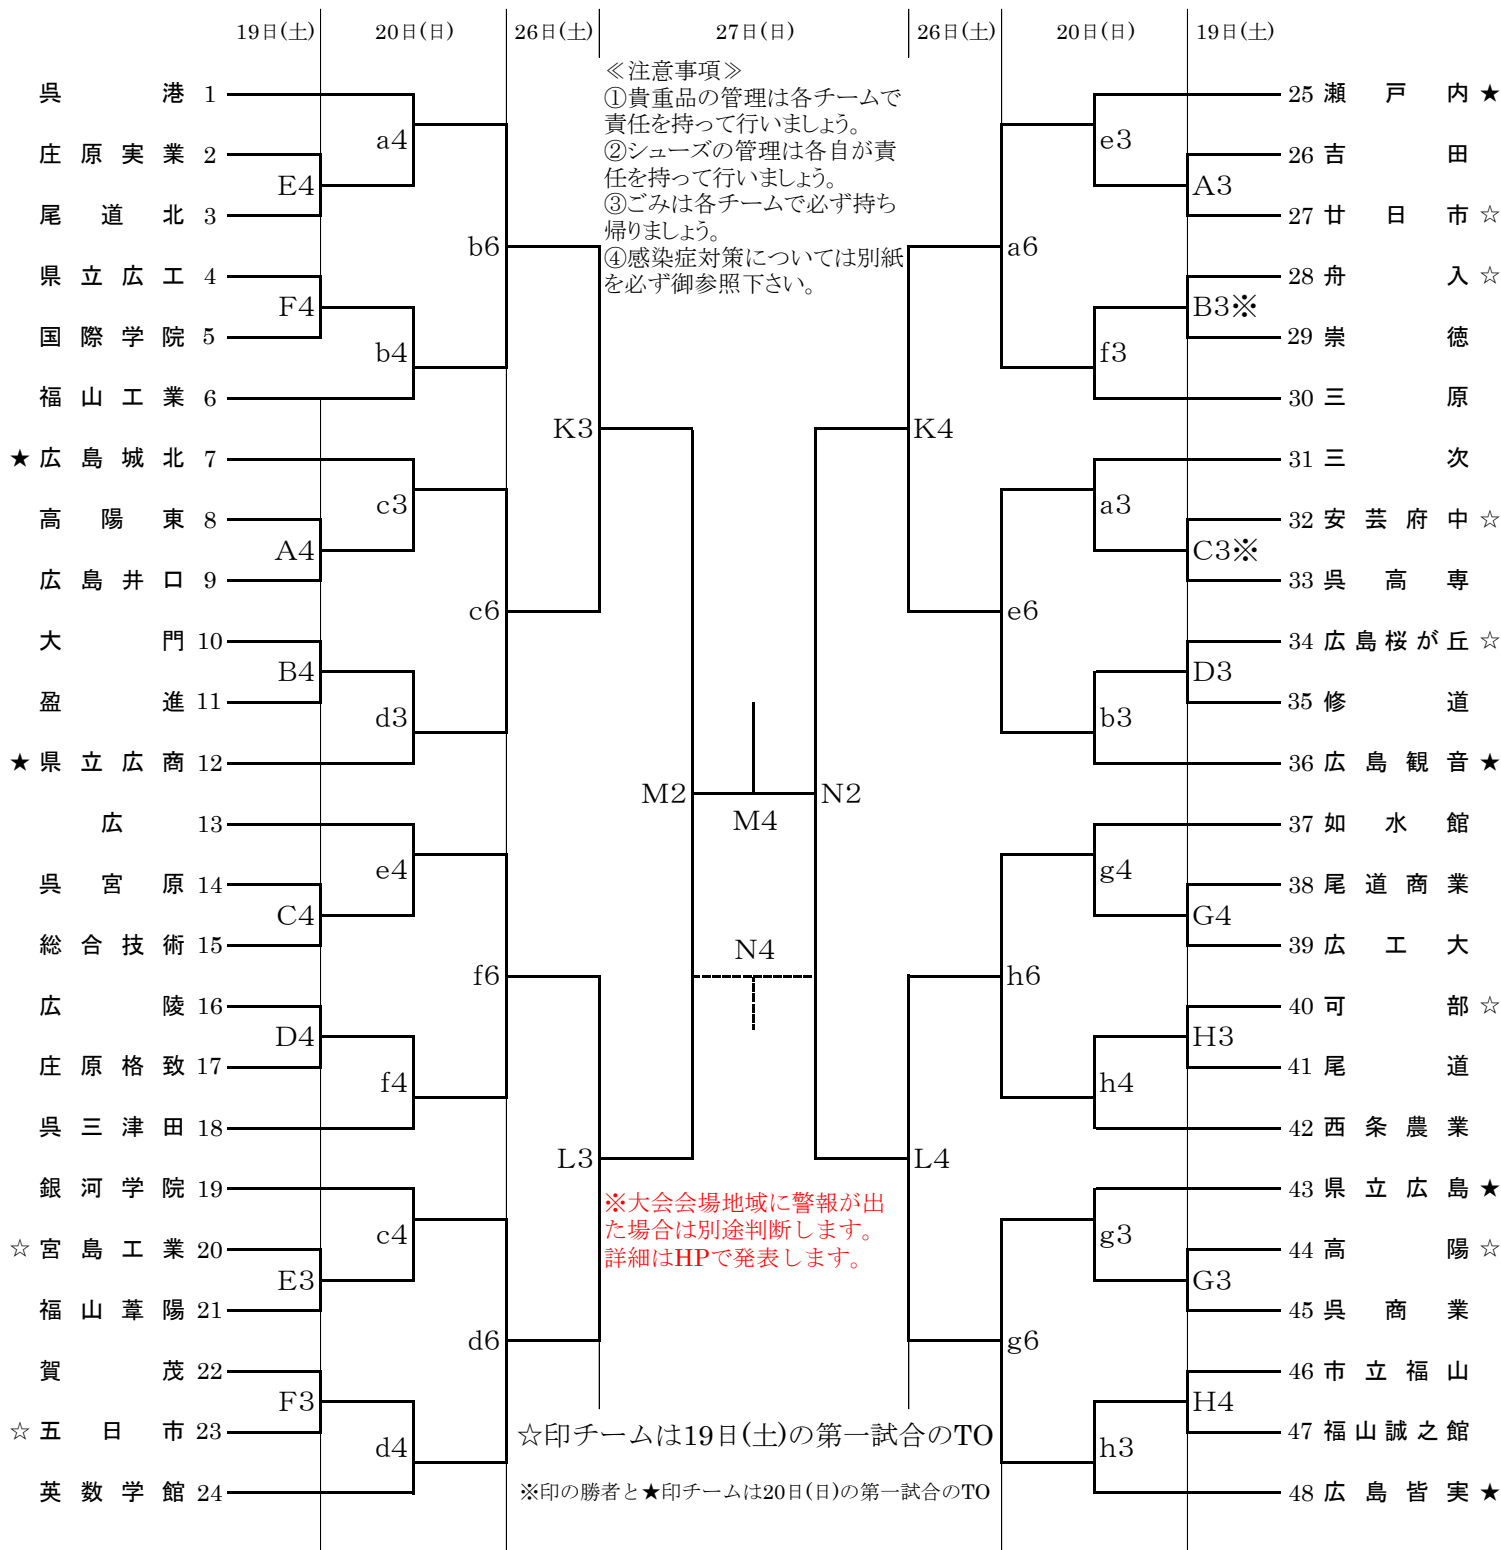 19日(土) 20日(日) 26日(土) 27日(日) 26日(土) 20日(日) 19日(土)
≪注意事項≫
①貴重品の管理は各チームで
責任を持って行いましょう。
②シューズの管理は各自が責
任を持って行いましょう。
③ごみは各チームで必ず持ち
帰りましょう。
④感染症対策については別紙
を必ず御参照下さい。
呉港 1
庄原実業 2
尾道北 3
県立広工 4
国際学院 5
福山工業 6
★広島城北 7
高陽東 8
広島井口 9
大門 10
盈進 11
★県立広商 12
広 13
呉宮原 14
総合技術 15
広陵 16
庄原格致 17
呉三津田 18
銀河学院 19
☆宮島工業 20
福山葦陽 21
賀茂 22
☆五日市 23
英数学館 24
E4
F4
A4
B4
C4
D4
E3
F3
a4
b4
c3
d3
e4
f4
c4
d4
b6
c6
f6
d6
K3
L3
M2
M4
N4
N2
K4
L4
a6
e6
h6
g6
e3
f3
a3
b3
g4
h4
g3
h3
A3
B3※
C3※
D3
G4
H3
G3
H4
25 瀬戸内★
26 吉田
27 廿日市☆
28 舟入☆
29 崇徳
30 三原
31 三次
32 安芸府中☆
33 呉高専
34 広島桜が丘☆
35 修道
36 広島観音★
37 如水館
38 尾道商業
39 広工大
40 可部☆
41 尾道
42 西条農業
43 県立広島★
44 高陽☆
45 呉商業
46 市立福山
47 福山誠之館
48 広島皆実★
※大会会場地域に警報が出
た場合は別途判断します。
詳細はHPで発表します。
☆印チームは19日(土)の第一試合のTO
※印の勝者と★印チームは20日(日)の第一試合のTO